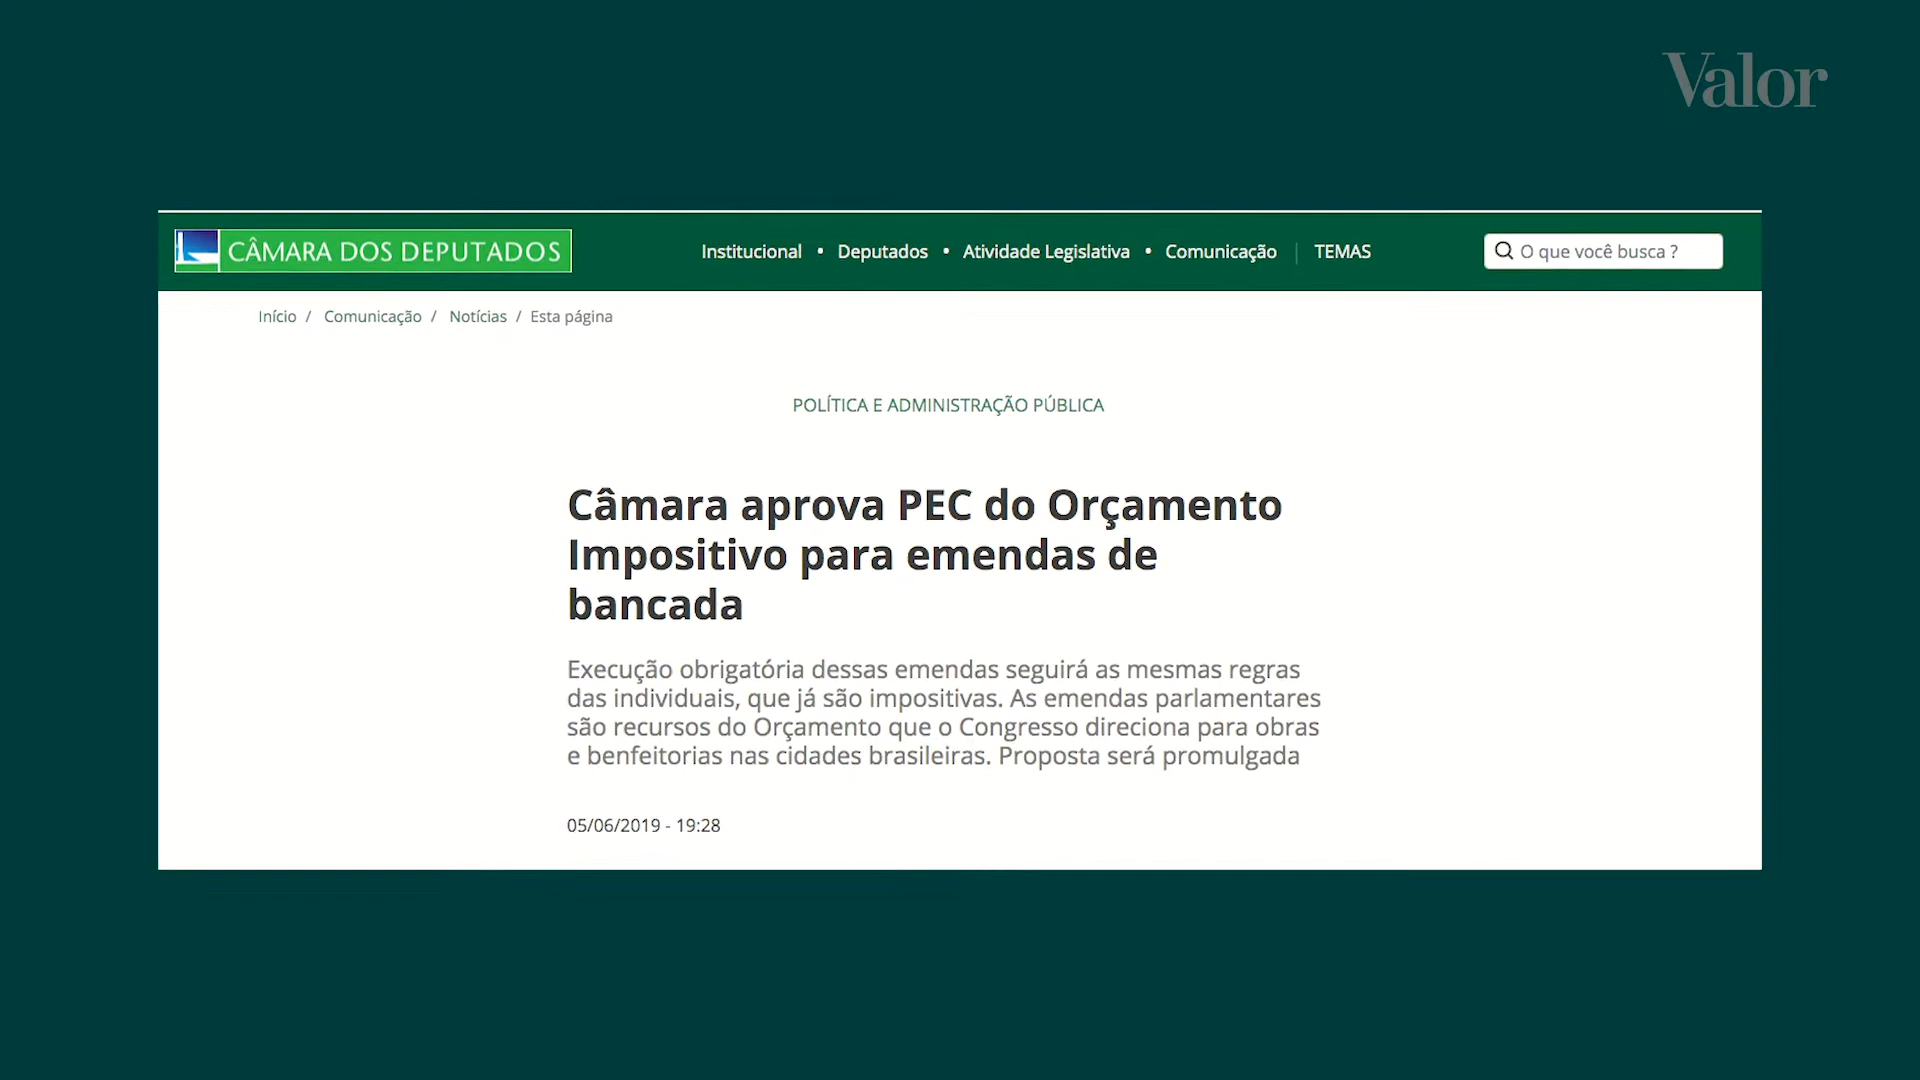 Valor
CÂMARA DOS DEPUTADOS
Institucional • Deputados • Atividade Legislativa • Comunicação | TEMAS
O que você busca ?
Início / Comunicação / Notícias / Esta página
POLÍTICA E ADMINISTRAÇÃO PÚBLICA
Câmara aprova PEC do Orçamento
Impositivo para emendas de
bancada
Execução obrigatória dessas emendas seguirá as mesmas regras
das individuais, que já são impositivas. As emendas parlamentares
são recursos do Orçamento que o Congresso direciona para obras
e benfeitorias nas cidades brasileiras. Proposta será promulgada
05/06/2019 - 19:28